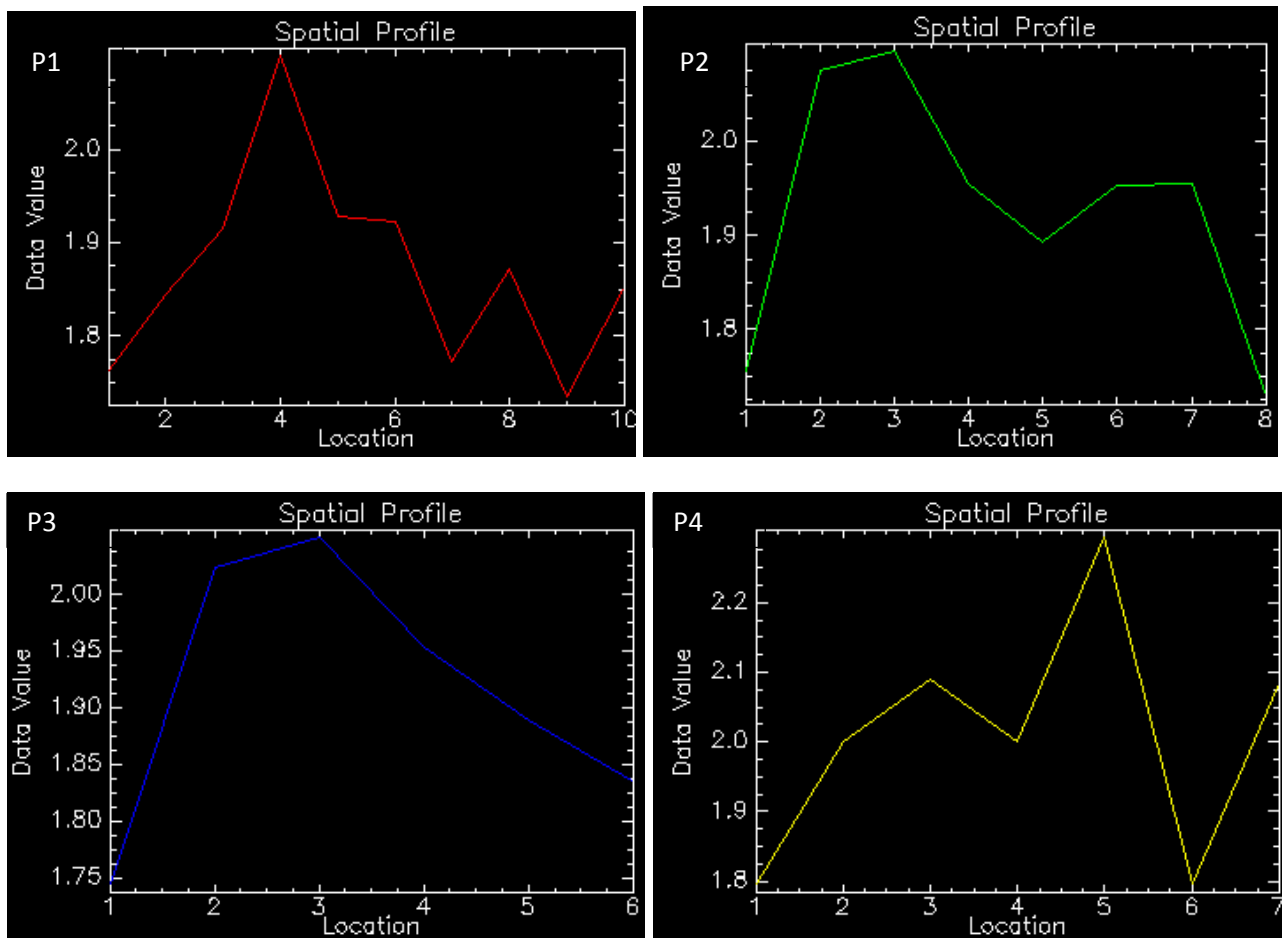 Spatial Profile
P1
2.0
1.9
1.8
Data Value
2 4 6 8 10
Location
Spatial Profile
P2
2.0
1.9
1.8
Data Value
1 2 3 4 5 6 7 8
Location
Spatial Profile
P3
2.00
1.95
1.90
1.85
1.80
1.75
Data Value
1 2 3 4 5 6
Location
Spatial Profile
P4
2.2
2.1
2.0
1.9
1.8
Data Value
1 2 3 4 5 6 7
Location